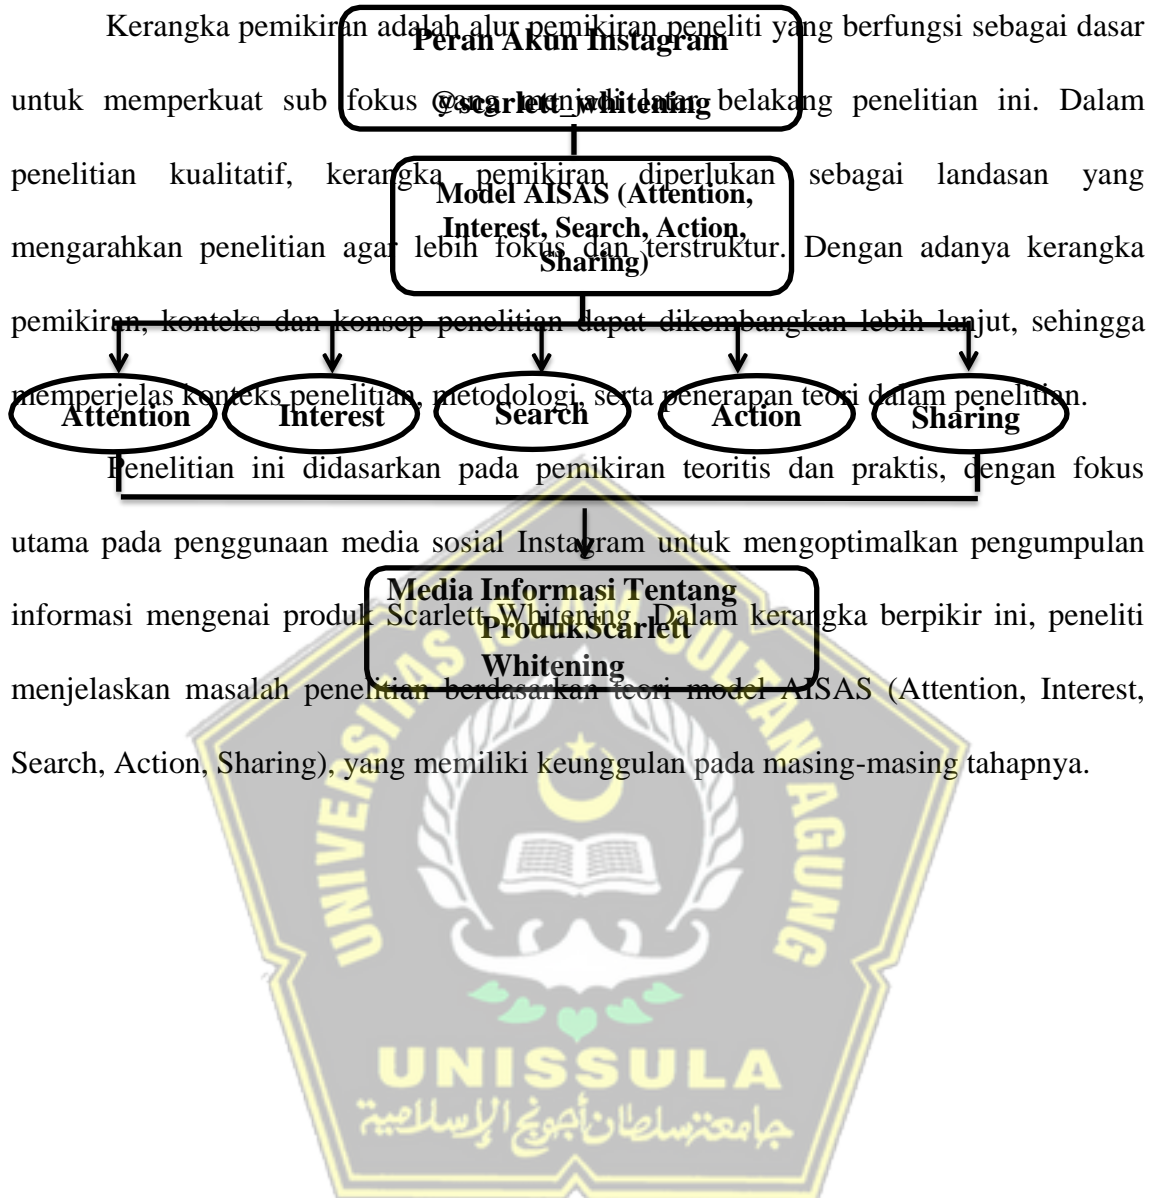 Kerangka pemikiran adalah alur pemikiran peneliti yang berfungsi sebagai dasar
untuk memperkuat sub fokus yang menjadi latar belakang penelitian ini. Dalam
penelitian kualitatif, kerangka pemikiran diperlukan sebagai landasan yang
mengarahkan penelitian agar lebih fokus dan terstruktur. Dengan adanya kerangka
pemikiran, konteks dan konsep penelitian dapat dikembangkan lebih lanjut, sehingga
memperjelas konteks penelitian, metodologi, serta penerapan teori dalam penelitian.
Penelitian ini didasarkan pada pemikiran teoritis dan praktis, dengan fokus
utama pada penggunaan media sosial Instagram untuk mengoptimalkan pengumpulan
informasi mengenai produk Scarlett Whitening. Dalam kerangka berpikir ini, peneliti
menjelaskan masalah penelitian berdasarkan teori model AISAS (Attention, Interest,
Search, Action, Sharing), yang memiliki keunggulan pada masing-masing tahapnya.
Peran Akun Instagram
@scarlett_whitening
Model AISAS (Attention,
Interest, Search, Action,
Sharing)
Attention Interest Search Action Sharing
Media Informasi Tentang
ProdukScarlett
Whitening
UNIVERSITAS ISLAM SULTAN AGUNG
UNISSULA
جامعة سلطان أجونج الإسلامية